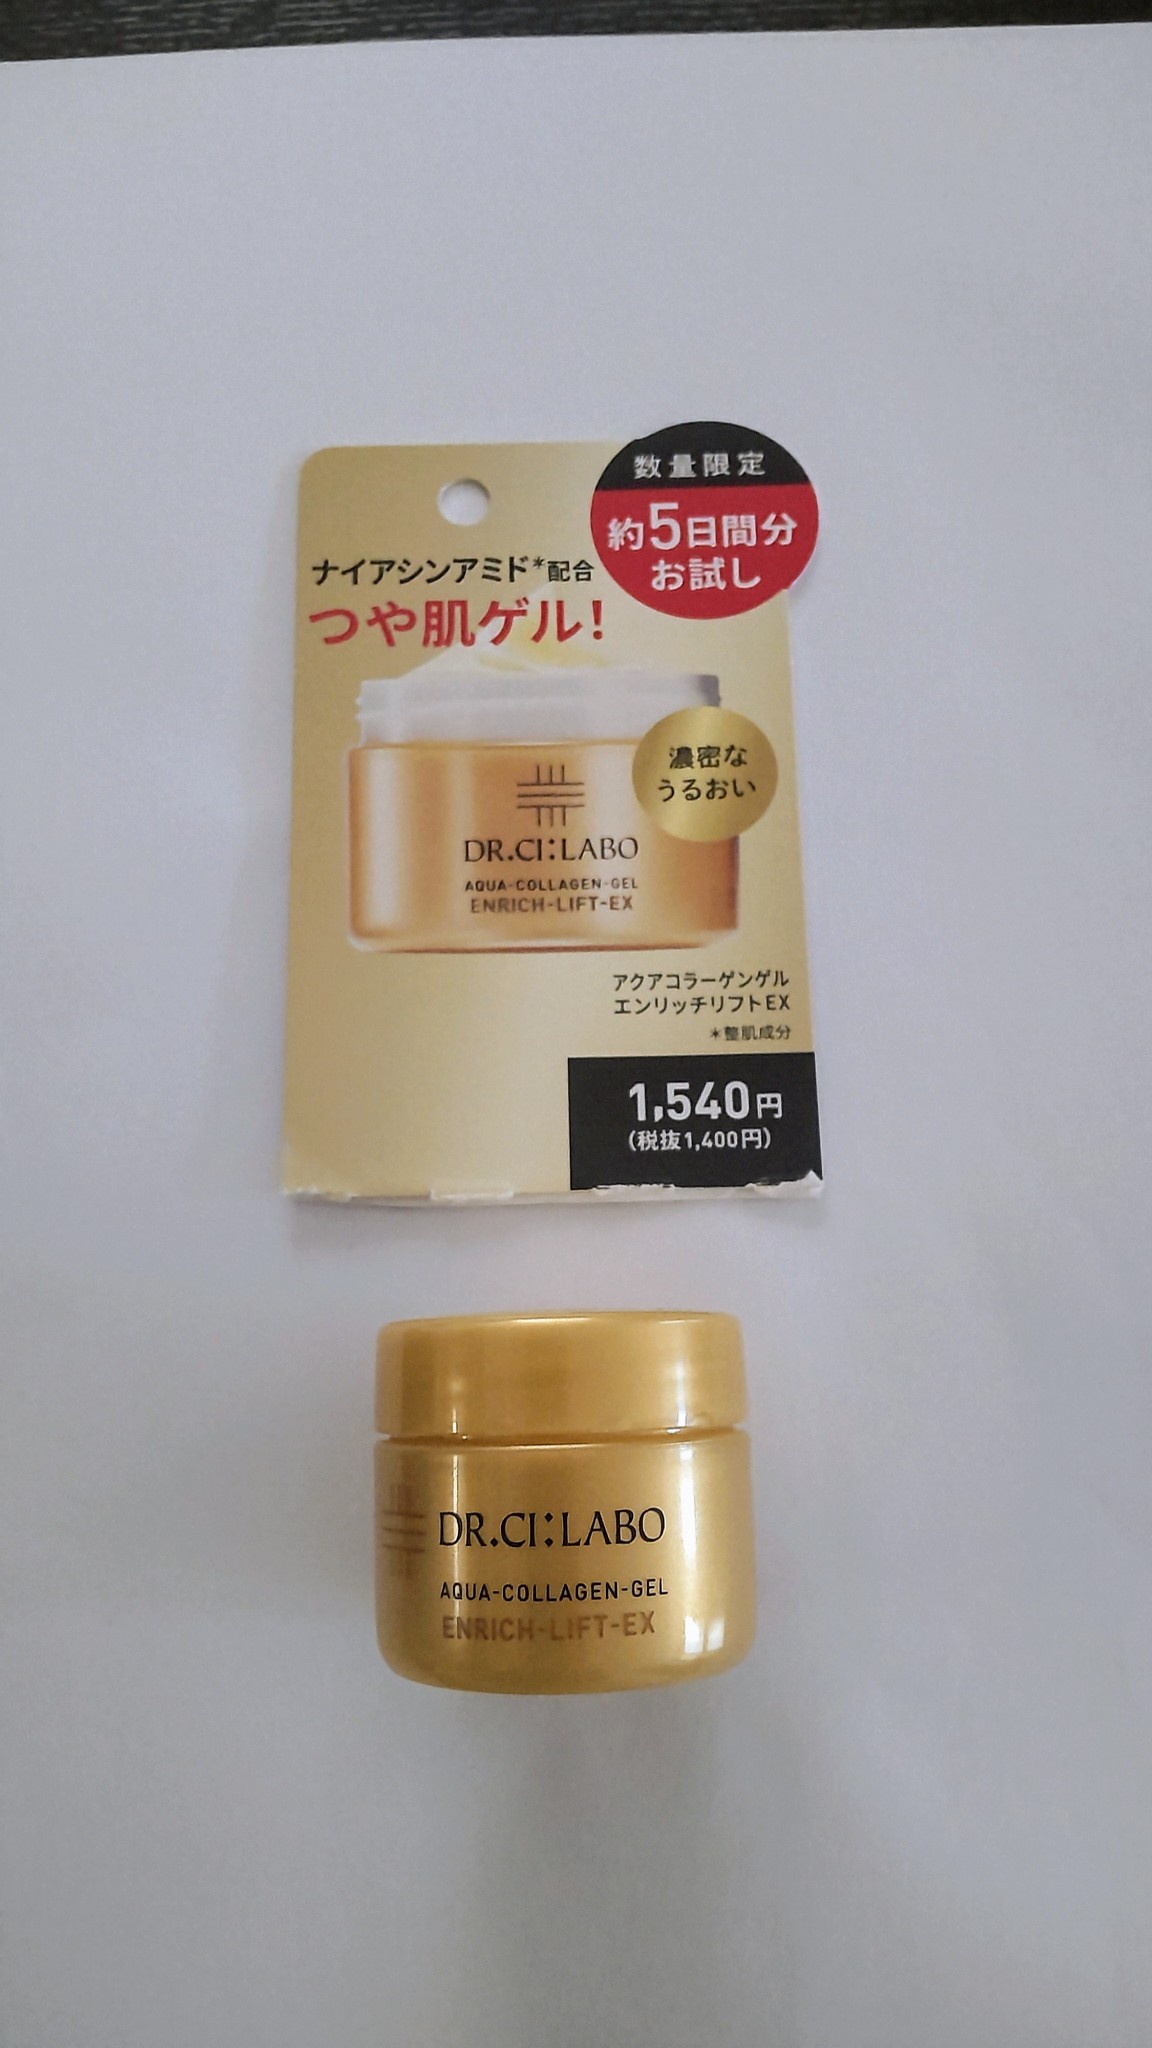 数量限定
約5日間分
お試し
ナイアシンアミド*配合
つや肌ゲル!
濃密な
うるおい
DR.CI:LABO
AQUA-COLLAGEN-GEL
ENRICH-LIFT-EX
アクアコラーゲンゲル
エンリッチリフトEX
*整肌成分
1,540円
(税抜1,400円)
DR.CI:LABO
AQUA-COLLAGEN-GEL
ENRICH-LIFT-EX